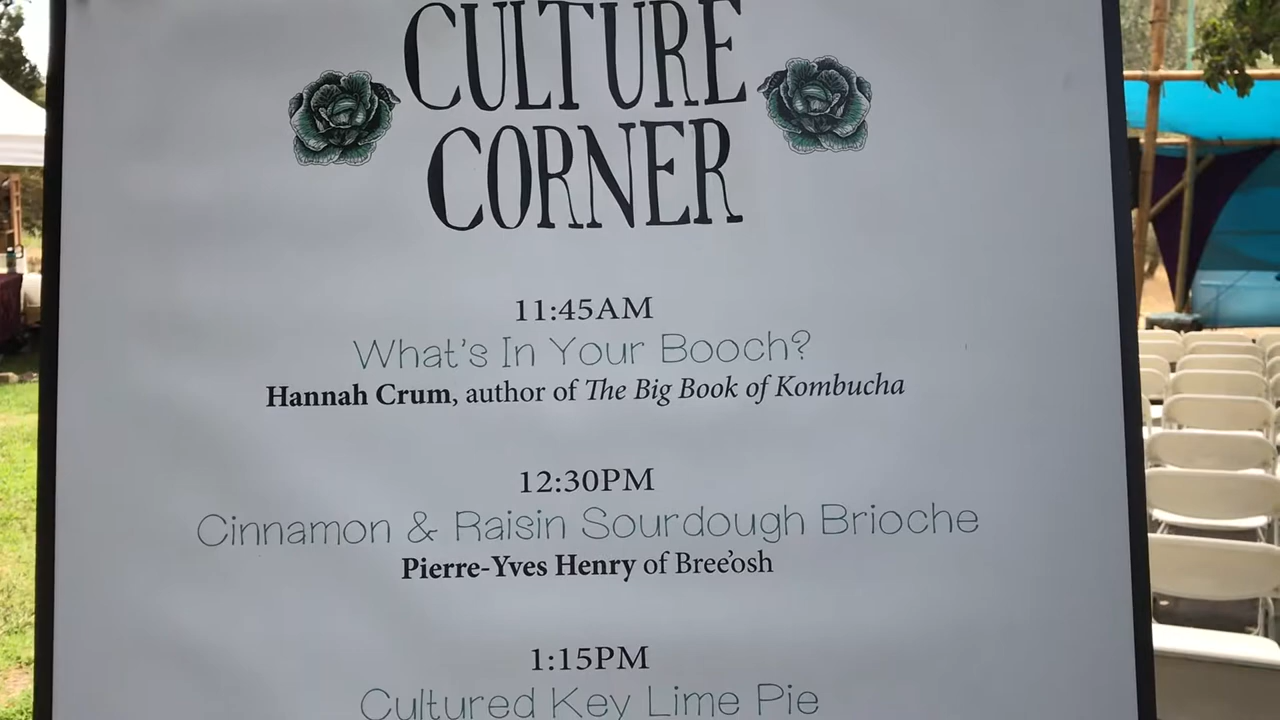 CULTURE
CORNER
11:45AM
What's In Your Booch?
Hannah Crum, author of The Big Book of Kombucha
12:30PM
Cinnamon & Raisin Sourdough Brioche
Pierre-Yves Henry of Bree'osh
1:15PM
Cultured Key Lime Pie